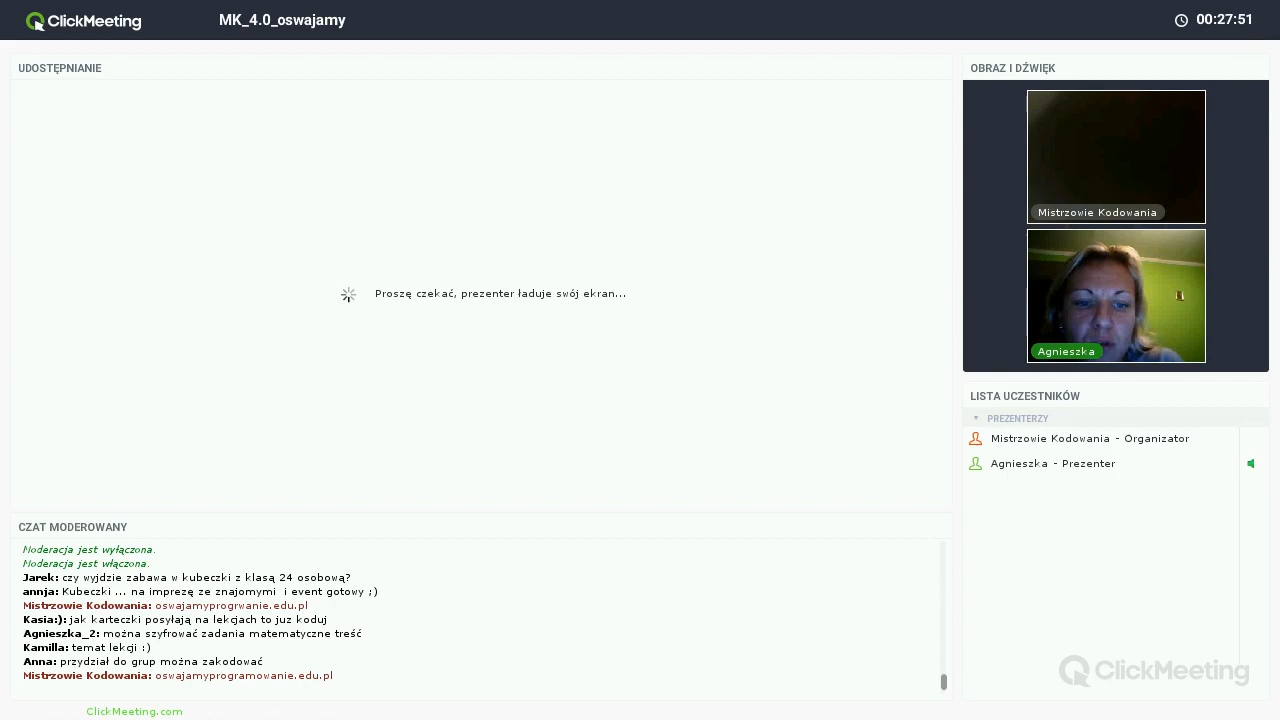 ClickMeeting
MK_4.0_oswajamy
00:27:51
UDOSTĘPNIANIE
Proszę czekać, prezenter ładuje swój ekran...
OBRAZ I DŹWIĘK
Mistrzowie Kodowania
Agnieszka
LISTA UCZESTNIKÓW
PREZENTERZY
Mistrzowie Kodowania - Organizator
Agnieszka - Prezenter
CZAT MODEROWANY
Moderacja jest wyłączona.
Moderacja jest włączona.
Jarek: czy wyjdzie zabawa w kubeczki z klasą 24 osobową?
annja: Kubeczki ... na imprezę ze znajomymi i event gotowy ;)
Mistrzowie Kodowania: oswajamyprogrwanie.edu.pl
Kasia:): jak karteczki posyłają na lekcjach to juz koduj
Agnieszka_2: można szyfrować zadania matematyczne treść
Kamilla: temat lekcji :)
Anna: przydział do grup można zakodować
Mistrzowie Kodowania: oswajamyprogramowanie.edu.pl
ClickMeeting
ClickMeeting.com